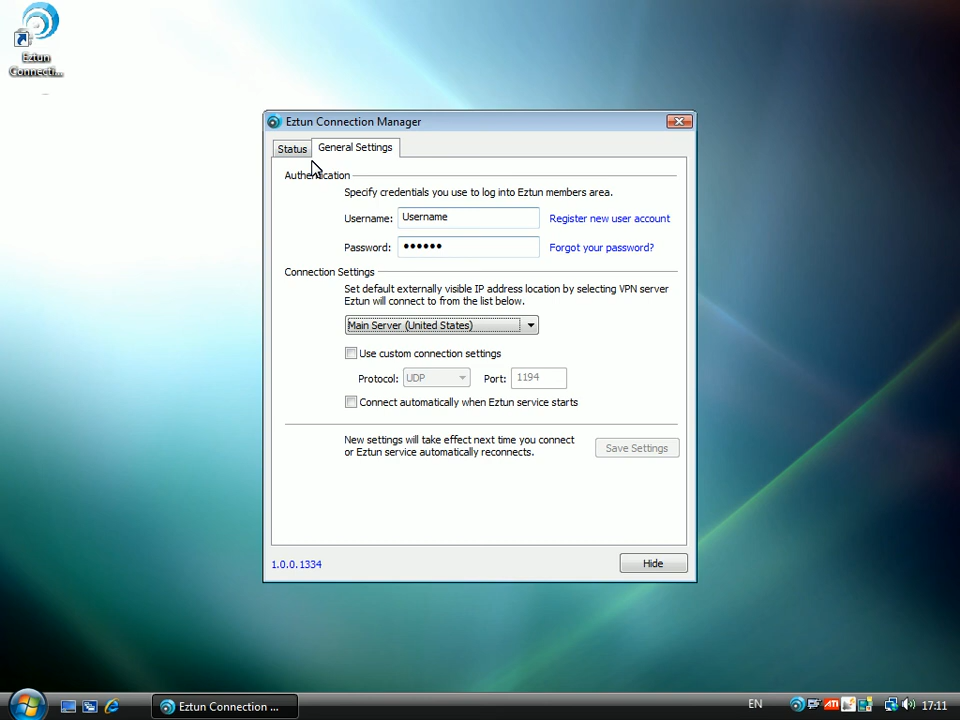 Eztun
Connecti...
Eztun Connection Manager
Status
General Settings
Authentication
Specify credentials you use to log into Eztun members area.
Username:
Username
Register new user account
Password:
••••••
Forgot your password?
Connection Settings
Set default externally visible IP address location by selecting VPN server
Eztun will connect to from the list below.
Main Server (United States)
Use custom connection settings
Protocol:
UDP
Port:
1194
Connect automatically when Eztun service starts
New settings will take effect next time you connect
or Eztun service automatically reconnects.
Save Settings
1.0.0.1334
Hide
Eztun Connection ...
EN
ATI
17:11